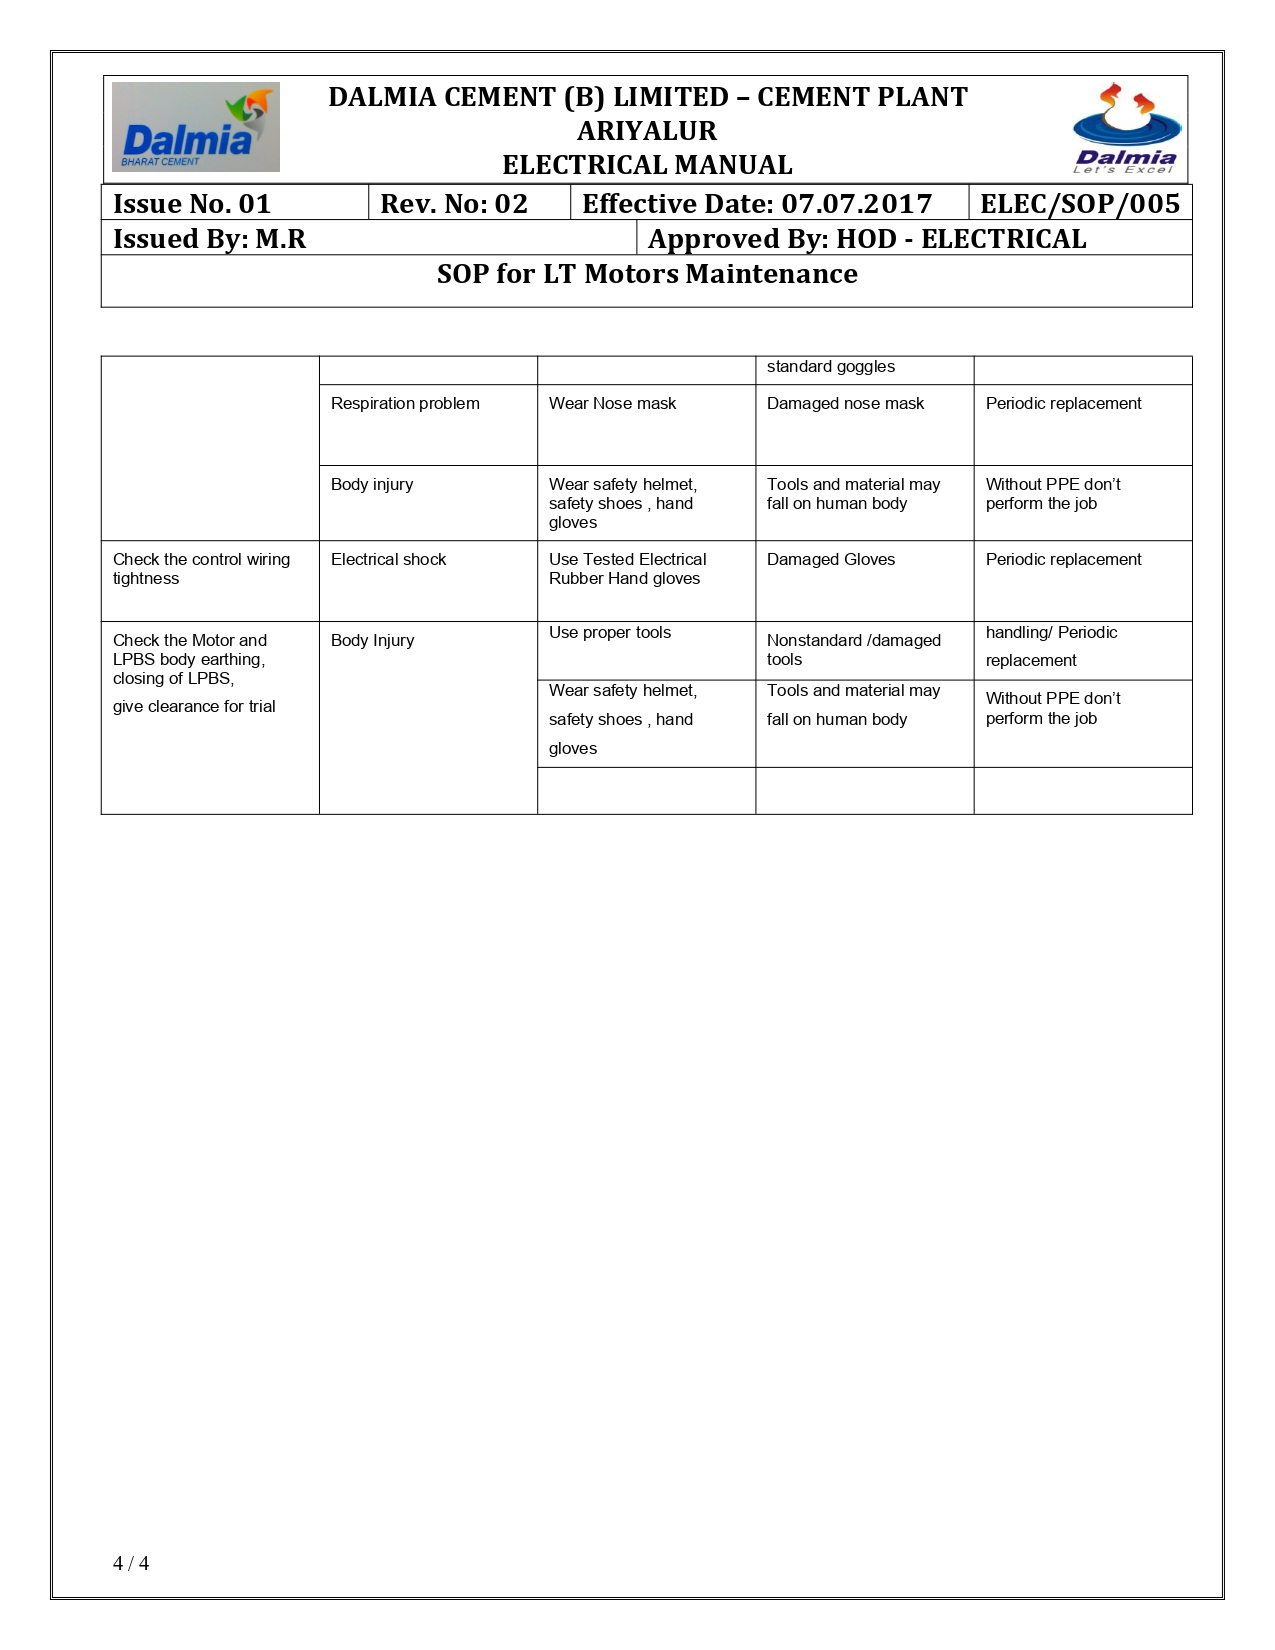 Dalmia
BHARAT CEMENT
DALMIA CEMENT (B) LIMITED – CEMENT PLANT
ARIYALUR
ELECTRICAL MANUAL
Dalmia
Let's Excel
Issue No. 01 Rev. No: 02 Effective Date: 07.07.2017 ELEC/SOP/005
Issued By: M.R Approved By: HOD - ELECTRICAL
SOP for LT Motors Maintenance
standard goggles
Respiration problem Wear Nose mask Damaged nose mask Periodic replacement
Body injury Wear safety helmet, Tools and material may Without PPE don’t
safety shoes , hand fall on human body perform the job
gloves
Check the control wiring Electrical shock Use Tested Electrical Damaged Gloves Periodic replacement
tightness Rubber Hand gloves
Check the Motor and Body Injury Use proper tools Nonstandard /damaged handling/ Periodic
LPBS body earthing, tools replacement
closing of LPBS,
give clearance for trial
Wear safety helmet, Tools and material may Without PPE don’t
safety shoes , hand fall on human body perform the job
gloves
4 / 4